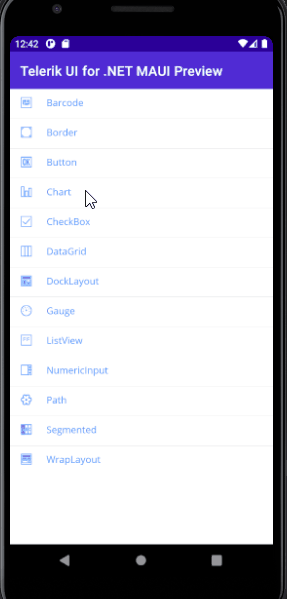 12:42
Telerik UI for .NET MAUI Preview
Barcode
Border
Button
Chart
CheckBox
DataGrid
DockLayout
Gauge
ListView
NumericInput
Path
Segmented
WrapLayout